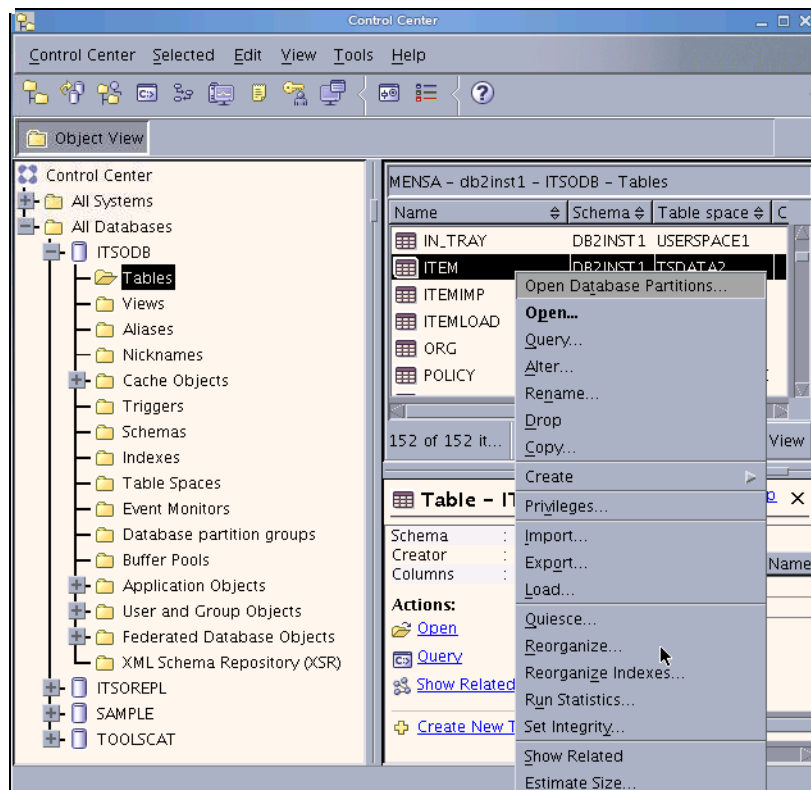 Control Center
Control Center Selected Edit View Tools Help
Object View
Control Center
All Systems
All Databases
ITSODB
Tables
Views
Aliases
Nicknames
Cache Objects
Triggers
Schemas
Indexes
Table Spaces
Event Monitors
Database partition groups
Buffer Pools
Application Objects
User and Group Objects
Federated Database Objects
XML Schema Repository (XSR)
ITSOREPL
SAMPLE
TOOLSCAT
MENSA – db2inst1 – ITSODB – Tables
Name Schema Table space C
IN_TRAY DB2INST1 USERSPACE1
ITEM DB2INST1 TSDATA2
ITEMIMP
ITEMLOAD
ORG
POLICY
152 of 152 it... View
Table – IT
Schema :
Creator :
Columns :
Name
Actions:
Open
Query
Show Related
Create New T
Open Database Partitions...
Open...
Query...
Alter...
Rename...
Drop
Copy...
Create
Privileges...
Import...
Export...
Load...
Quiesce...
Reorganize...
Reorganize Indexes...
Run Statistics...
Set Integrity...
Show Related
Estimate Size...